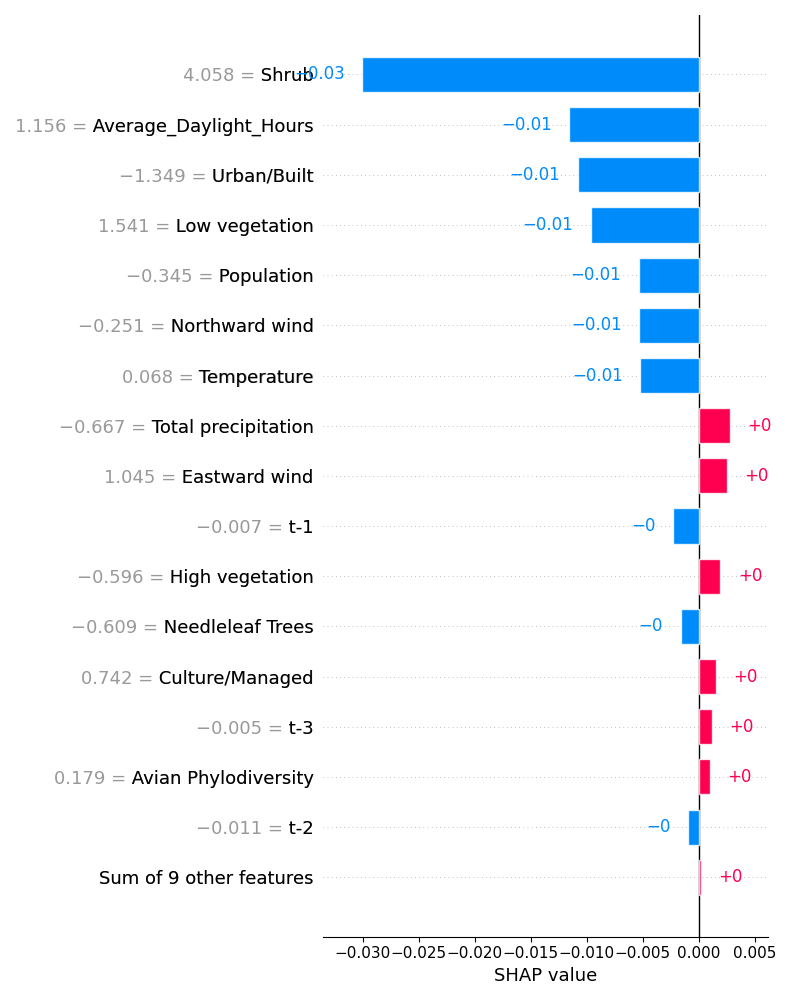 4.058 = Shrub −0.03
1.156 = Average_Daylight_Hours −0.01
−1.349 = Urban/Built −0.01
1.541 = Low vegetation −0.01
−0.345 = Population −0.01
−0.251 = Northward wind −0.01
0.068 = Temperature −0.01
−0.667 = Total precipitation +0
1.045 = Eastward wind +0
−0.007 = t-1 −0
−0.596 = High vegetation +0
−0.609 = Needleleaf Trees −0
0.742 = Culture/Managed +0
−0.005 = t-3 +0
0.179 = Avian Phylodiversity +0
−0.011 = t-2 −0
Sum of 9 other features +0
−0.030 −0.025 −0.020 −0.015 −0.010 −0.005 0.000 0.005
SHAP value